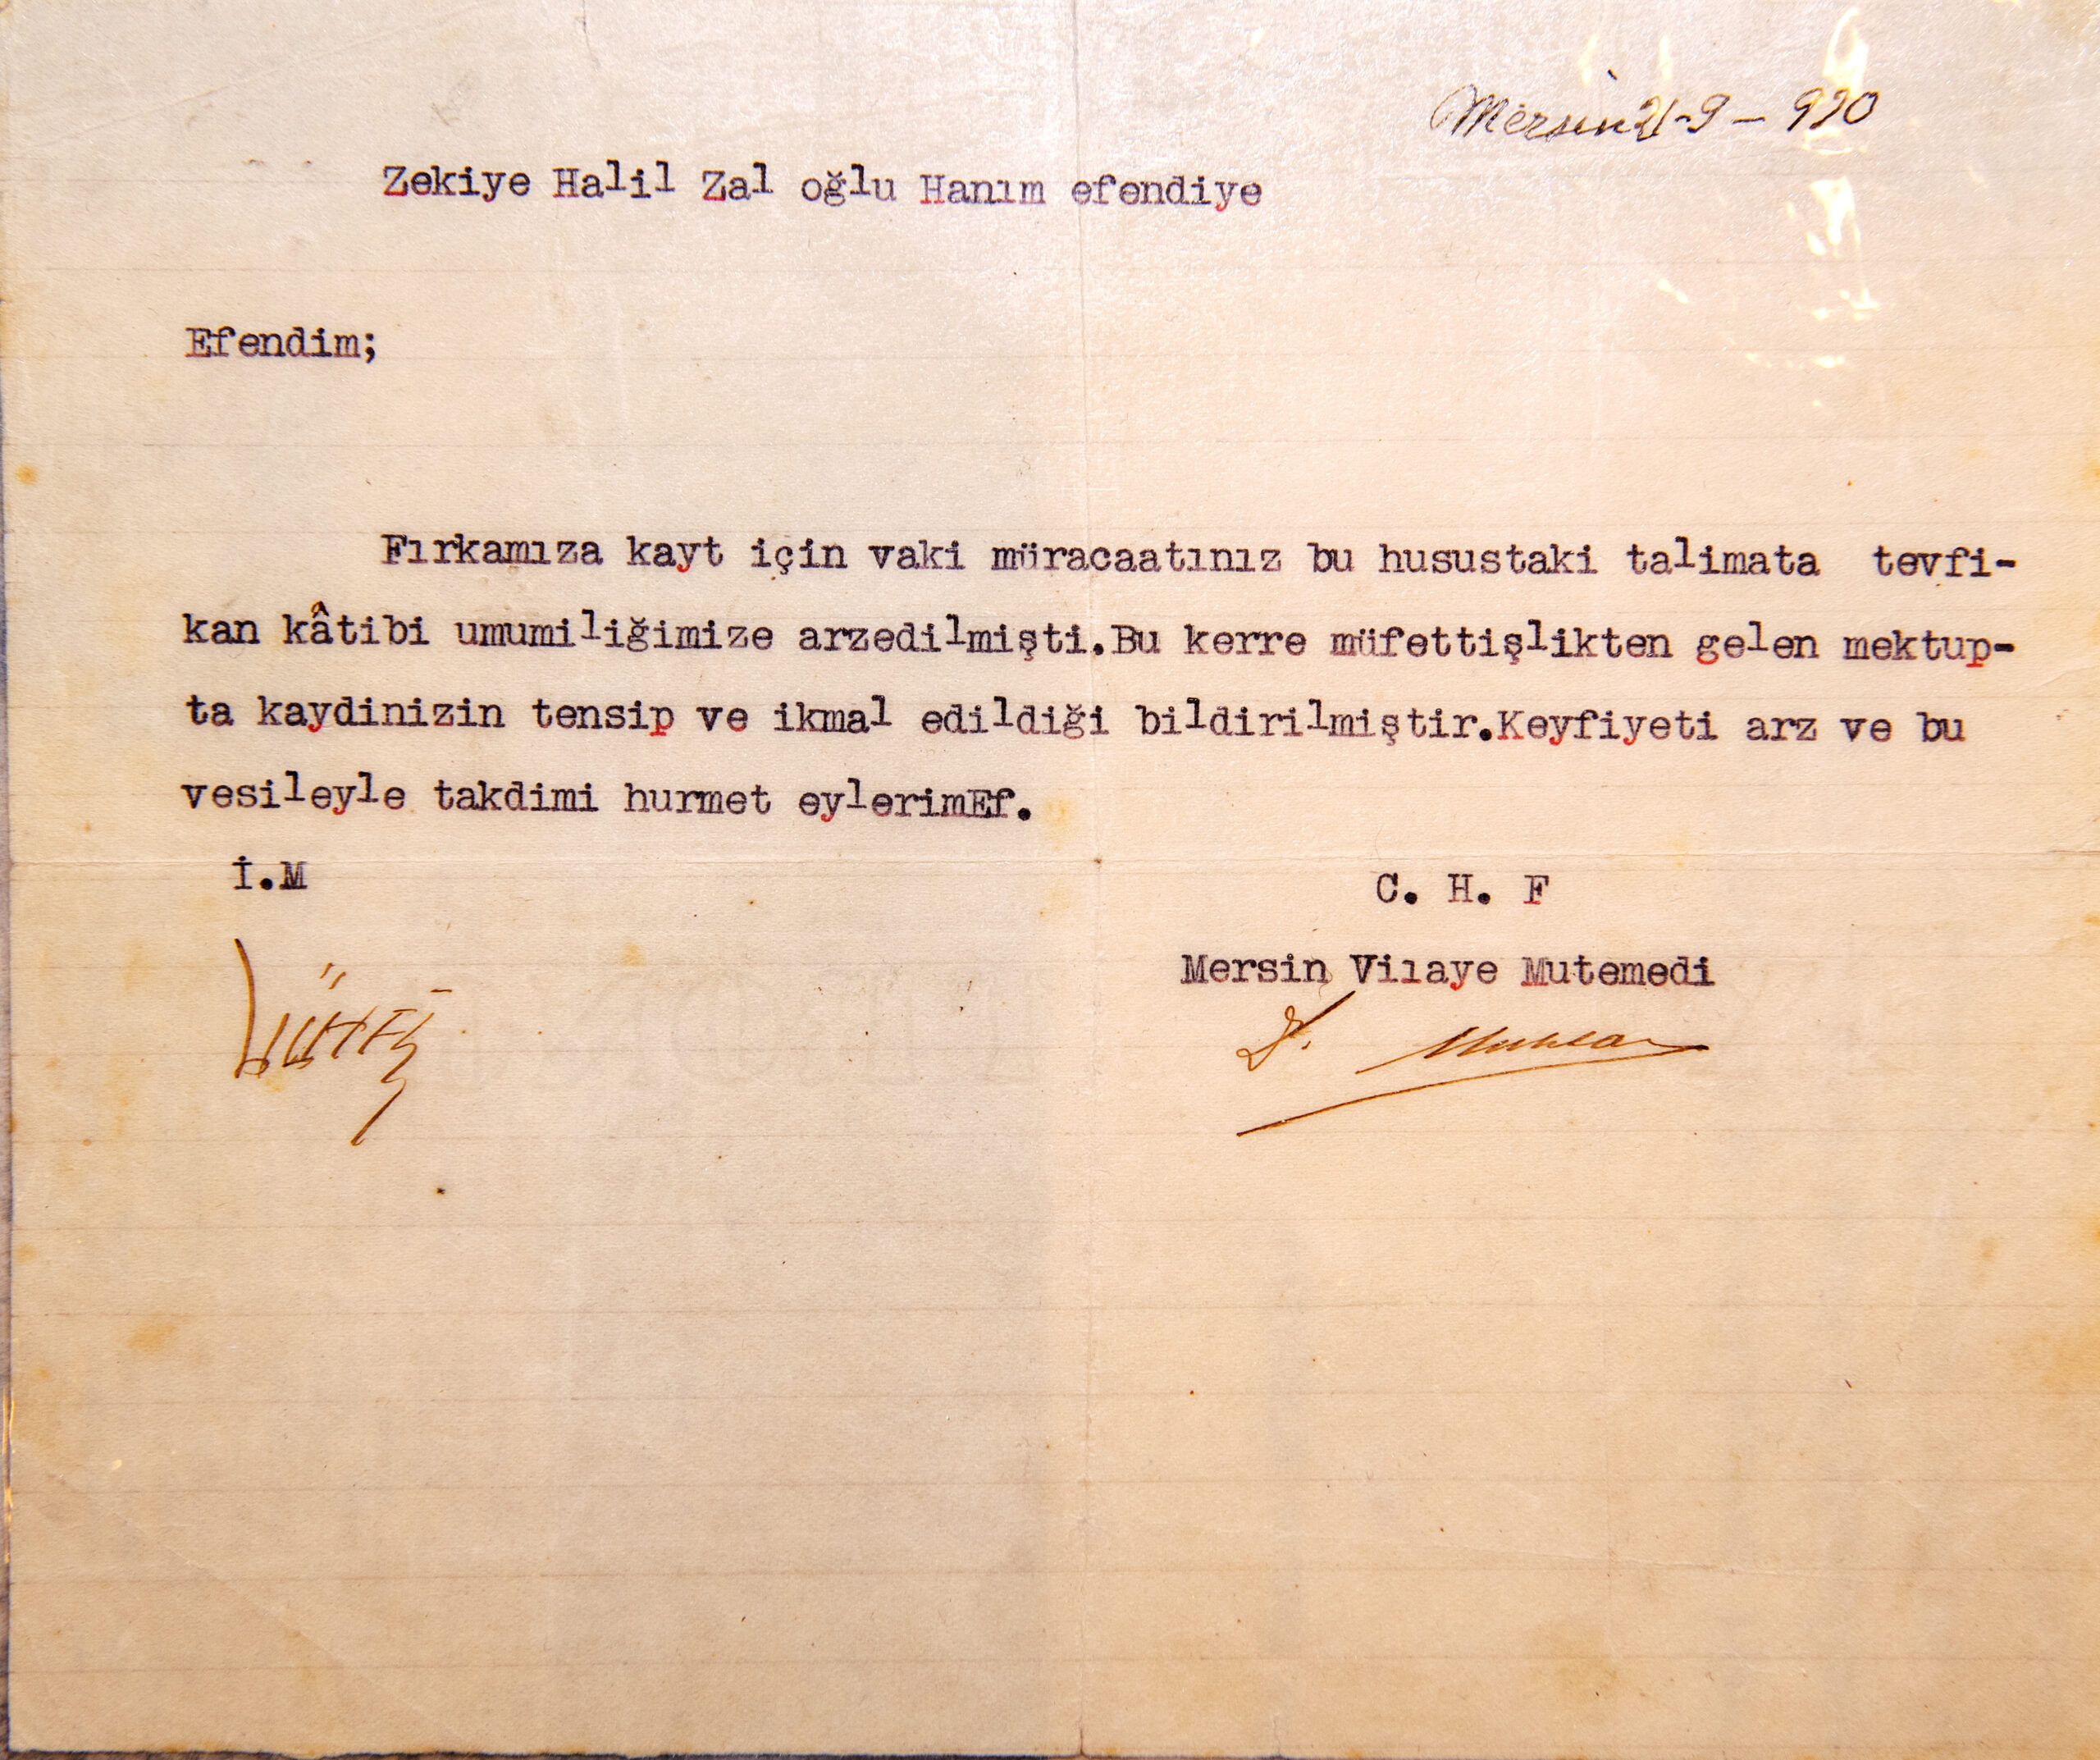 Mersin 21-9-930
Zekiye Halil Zal oğlu Hanım efendiye
Efendim;
Fırkamıza kayt için vaki müracaatınız bu husustaki talimata tevfi-
kan kâtibi umumiliğimize arzedilmişti.Bu kerre müfettişlikten gelen mektup-
ta kaydinizin tensip ve ikmal edildiği bildirilmiştir.Keyfiyeti arz ve bu
vesileyle takdimi hurmet eylerimEf.
İ.M
C. H. F
Mersin Vilaye Mutemedi
Lütfi